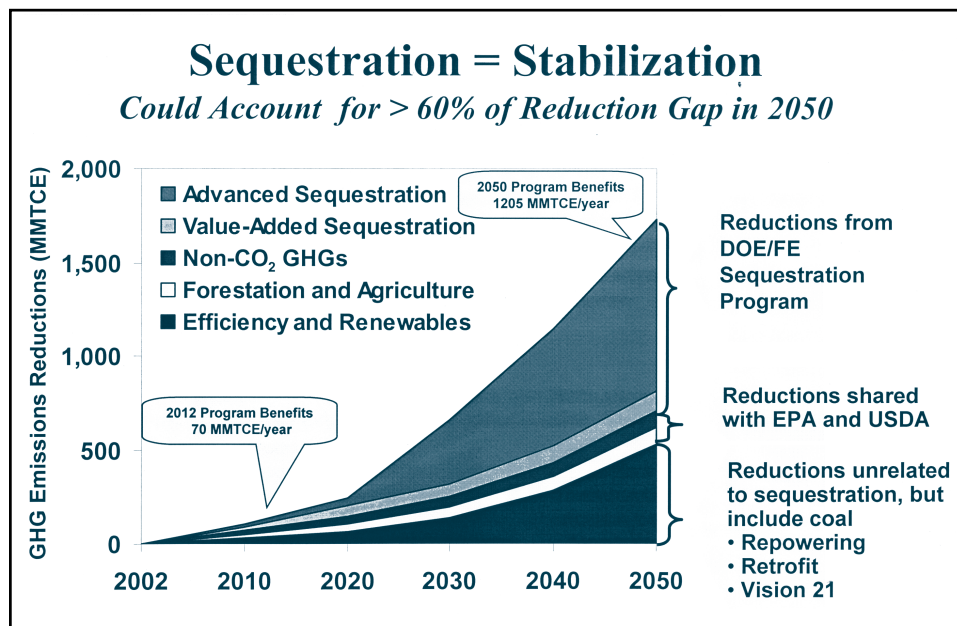 Sequestration = Stabilization
Could Account for > 60% of Reduction Gap in 2050
GHG Emissions Reductions (MMTCE)
2,000
1,500
1,000
500
0
2002
2010
2020
2030
2040
2050
Advanced Sequestration
Value-Added Sequestration
Non-CO₂ GHGs
Forestation and Agriculture
Efficiency and Renewables
2012 Program Benefits
70 MMTCE/year
2050 Program Benefits
1205 MMTCE/year
Reductions from
DOE/FE
Sequestration
Program
Reductions shared
with EPA and USDA
Reductions unrelated
to sequestration, but
include coal
• Repowering
• Retrofit
• Vision 21